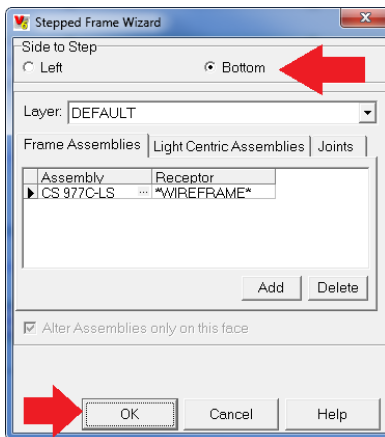 Stepped Frame Wizard
Side to Step
Left Bottom
Layer: DEFAULT
Frame Assemblies Light Centric Assemblies Joints
Assembly Receptor
CS 977C-LS ... *WIREFRAME*
Add Delete
Alter Assemblies only on this face
OK Cancel Help